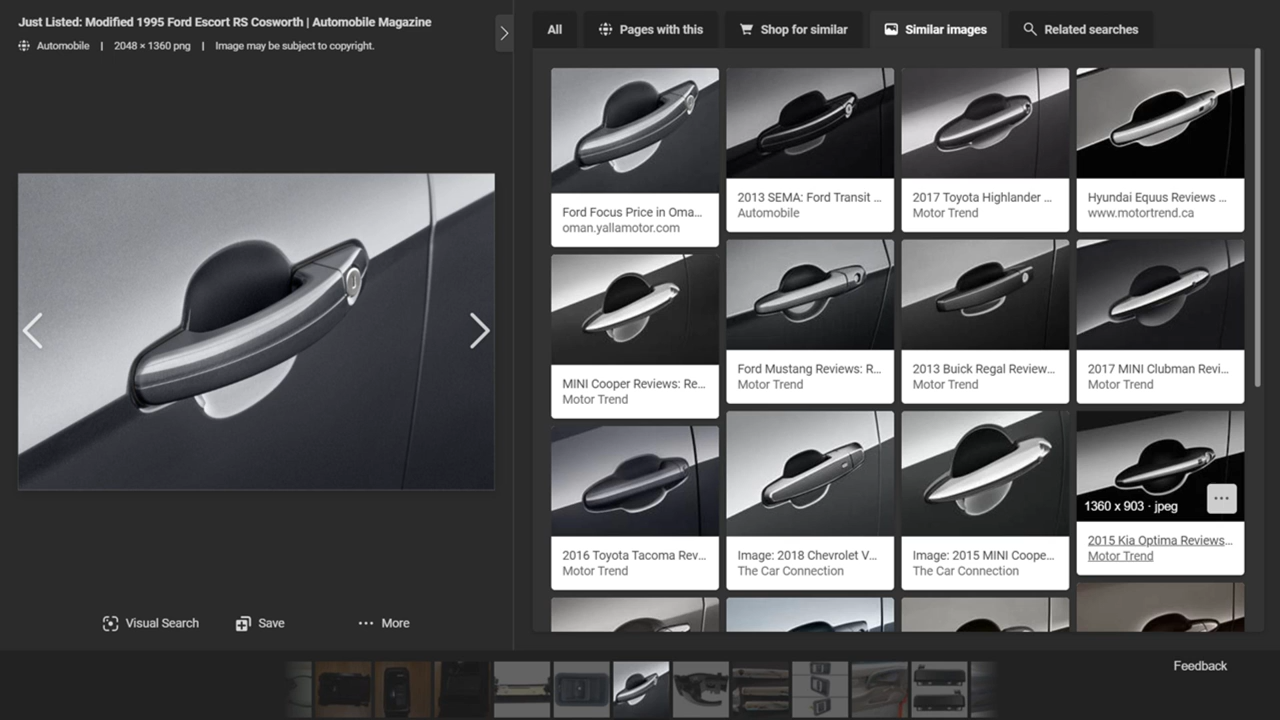 Just Listed: Modified 1995 Ford Escort RS Cosworth | Automobile Magazine
Automobile | 2048 × 1360 png | Image may be subject to copyright.
All
Pages with this
Shop for similar
Similar images
Related searches
Ford Focus Price in Oma...
oman.yallamotor.com
2013 SEMA: Ford Transit ...
Automobile
2017 Toyota Highlander ...
Motor Trend
Hyundai Equus Reviews ...
www.motortrend.ca
MINI Cooper Reviews: Re...
Motor Trend
Ford Mustang Reviews: R...
Motor Trend
2013 Buick Regal Review...
Motor Trend
2017 MINI Clubman Revi...
Motor Trend
2016 Toyota Tacoma Rev...
Motor Trend
Image: 2018 Chevrolet V...
The Car Connection
Image: 2015 MINI Coope...
The Car Connection
1360 x 903 · jpeg
2015 Kia Optima Reviews...
Motor Trend
Visual Search
Save
More
Feedback